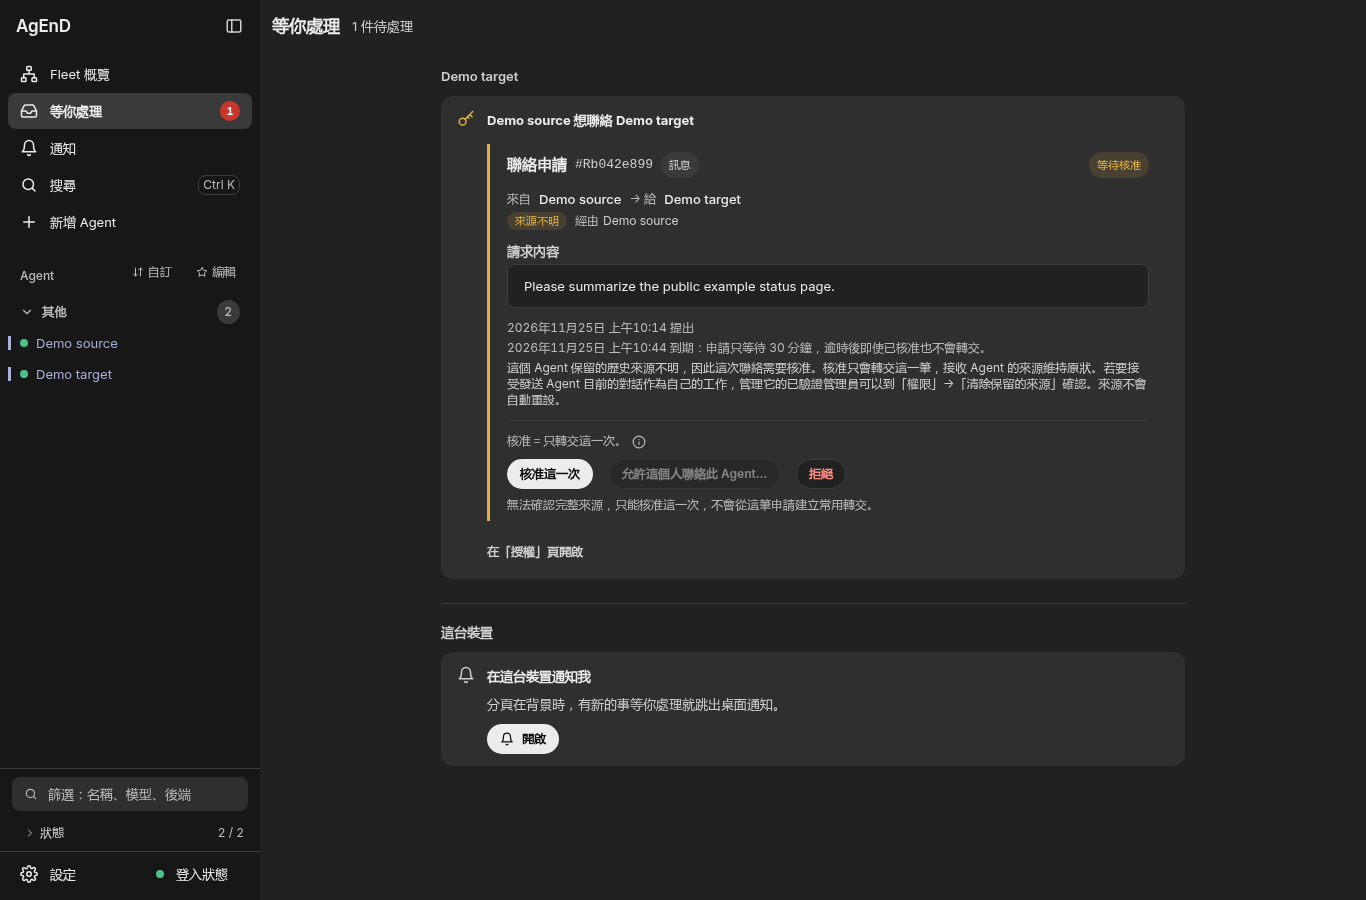 AgEnD
Fleet 概覽
等你處理 1
通知
搜尋 Ctrl K
新增 Agent
Agent 自訂 編輯
其他 2
Demo source
Demo target
篩選：名稱、模型、後端
狀態 2 / 2
設定 登入狀態
等你處理 1 件待處理
Demo target
Demo source 想聯絡 Demo target
聯絡申請 #Rb042e899 訊息 等待核准
來自 Demo source → 給 Demo target
來源不明 經由 Demo source
請求內容
Please summarize the public example status page.
2026年11月25日 上午10:14 提出
2026年11月25日 上午10:44 到期：申請只等待 30 分鐘，逾時後即使已核准也不會轉交。
這個 Agent 保留的歷史來源不明，因此這次聯絡需要核准。核准只會轉交這一筆，接收 Agent 的來源維持原狀。若要接
受發送 Agent 目前的對話作為自己的工作，管理它的已驗證管理員可以到「權限」→「清除保留的來源」確認。來源不會
自動重設。
核准 = 只轉交這一次。
核准這一次 允許這個人聯絡此 Agent… 拒絕
無法確認完整來源，只能核准這一次，不會從這筆申請建立常用轉交。
在「授權」頁開啟
這台裝置
在這台裝置通知我
分頁在背景時，有新的事等你處理就跳出桌面通知。
開啟